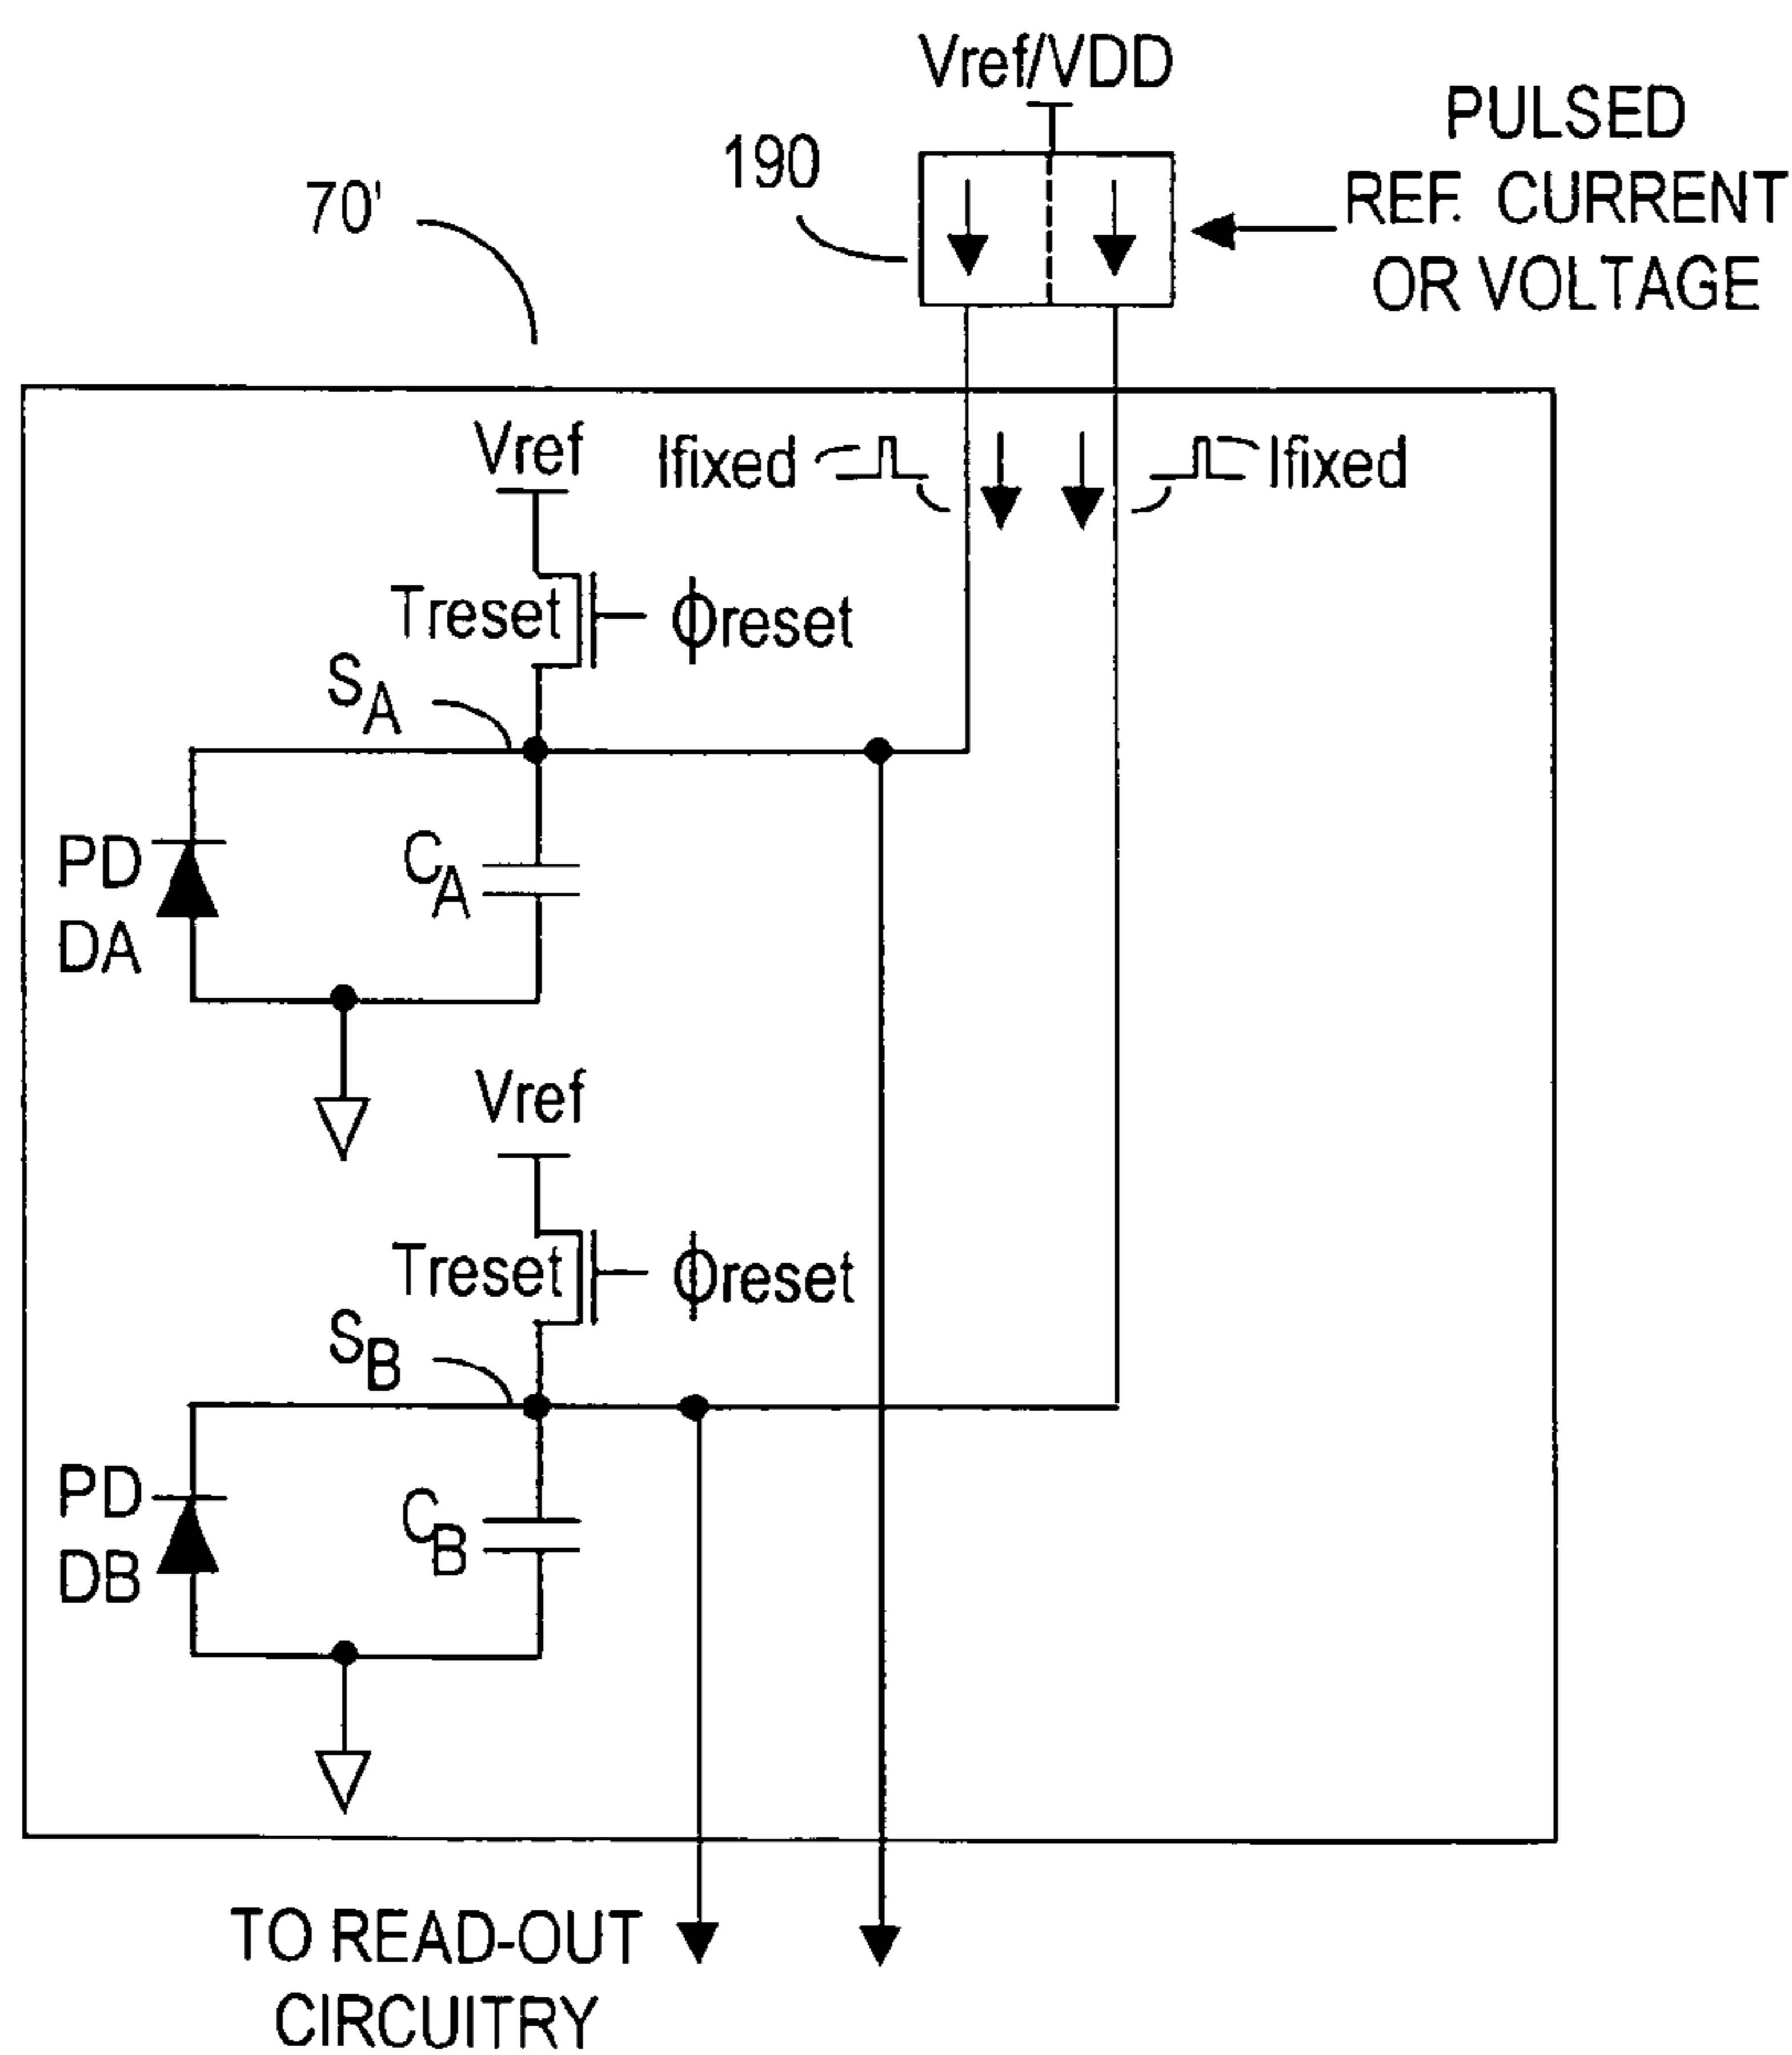 Vref/VDD
190
PULSED
REF. CURRENT
OR VOLTAGE
70'
Vref
Ifixed
Ifixed
Treset
ϕreset
SA
PD
DA
CA
Vref
Treset
ϕreset
SB
PD
DB
CB
TO READ-OUT
CIRCUITRY